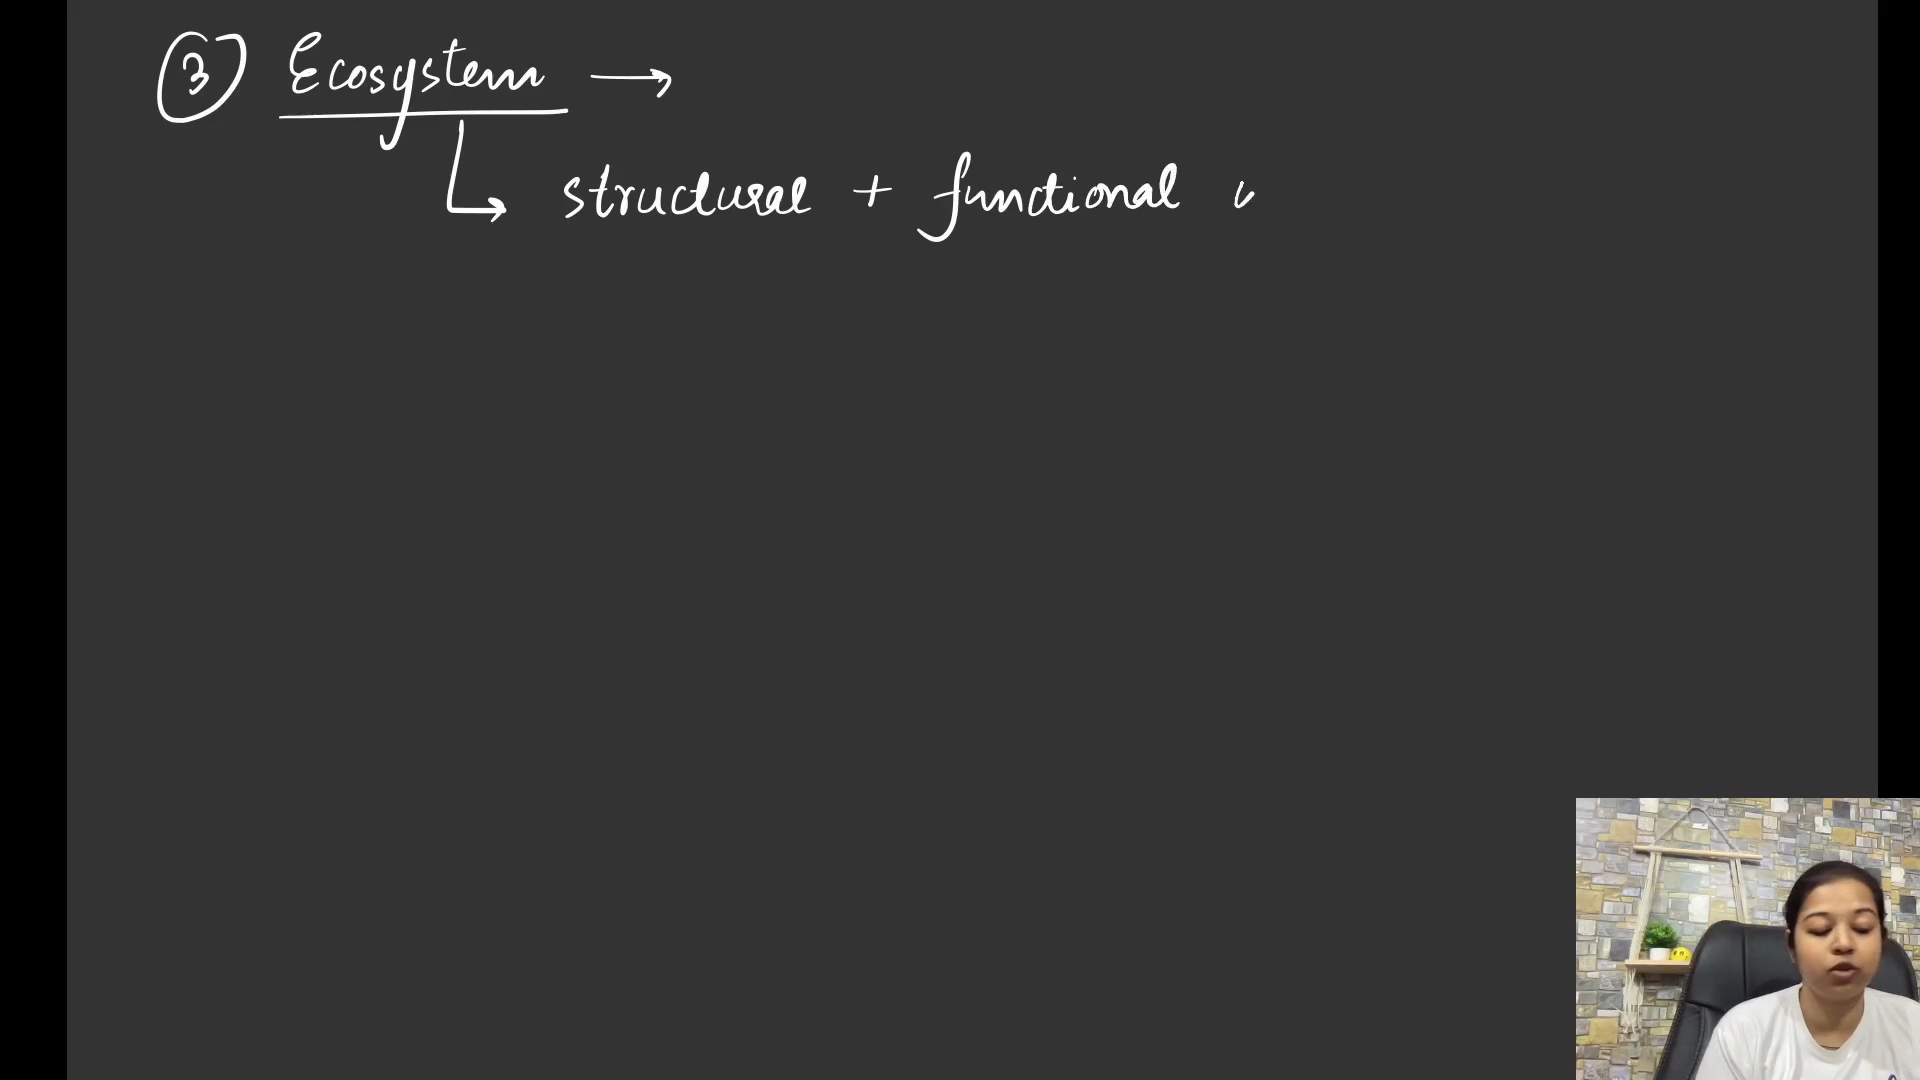 ③ Ecosystem →
↳ structural + functional